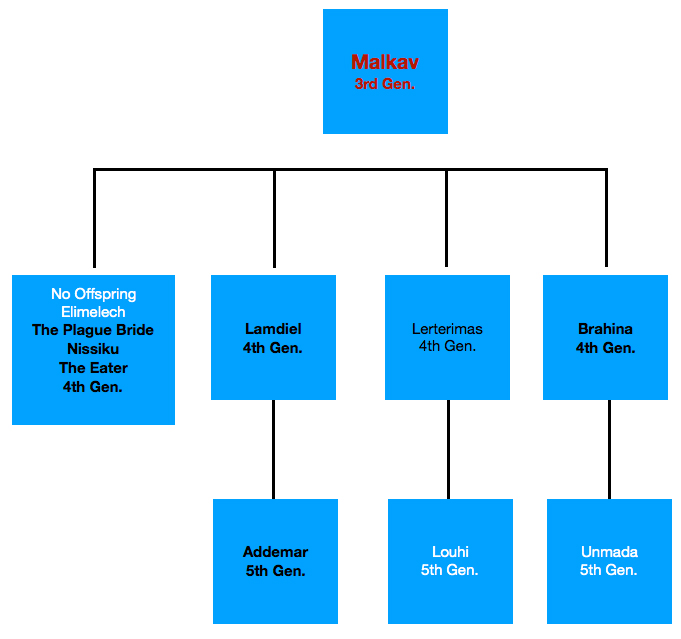 Malkav
3rd Gen.
No Offspring
Elimelech
The Plague Bride
Nissiku
The Eater
4th Gen.
Lamdiel
4th Gen.
Lerterimas
4th Gen.
Brahina
4th Gen.
Addemar
5th Gen.
Louhi
5th Gen.
Unmada
5th Gen.